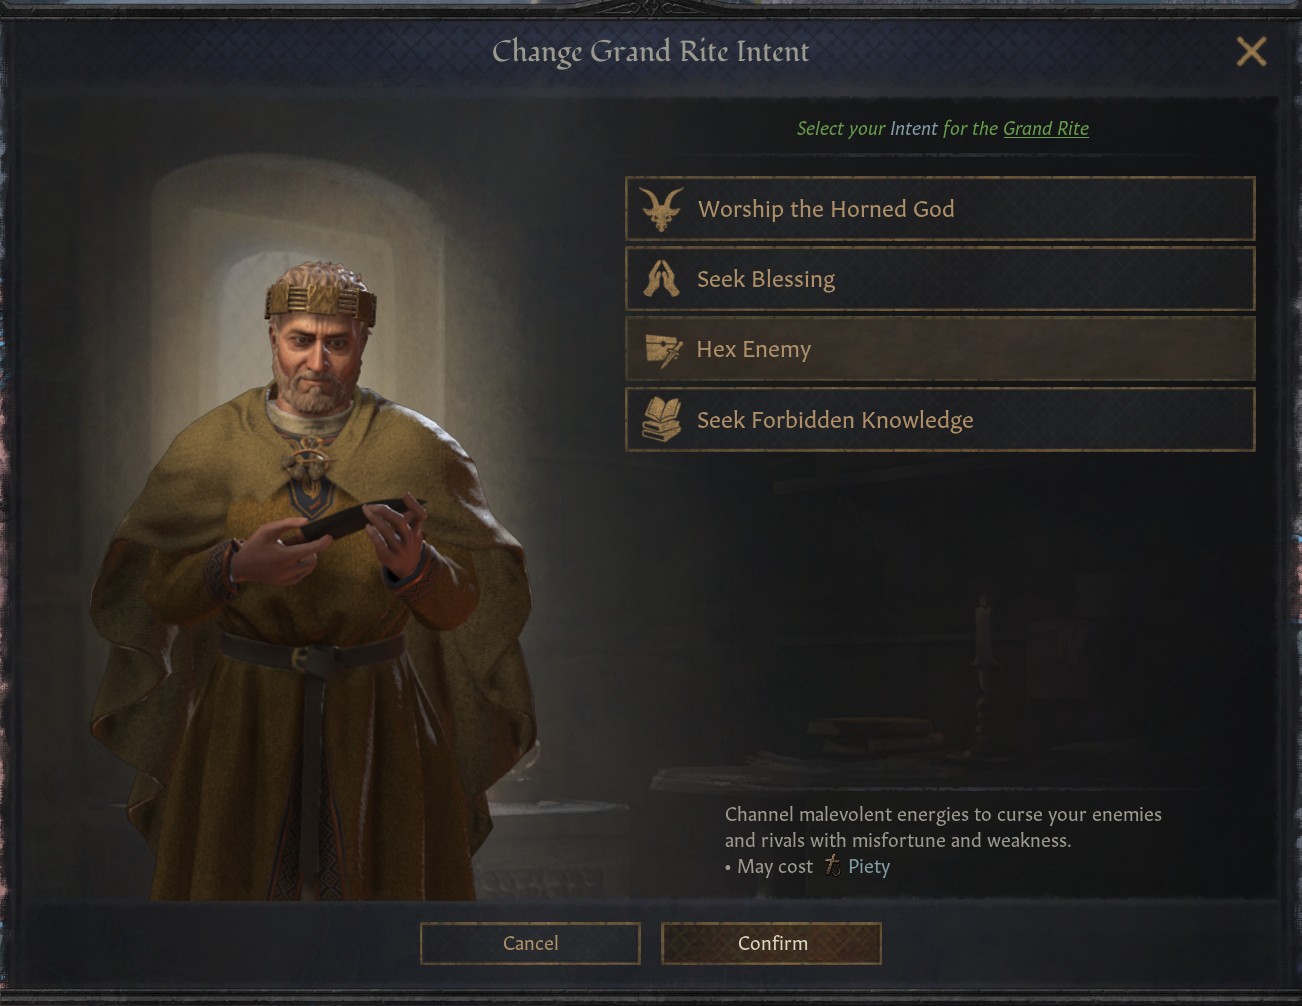 Change Grand Rite Intent
Select your Intent for the Grand Rite
Worship the Horned God
Seek Blessing
Hex Enemy
Seek Forbidden Knowledge
Channel malevolent energies to curse your enemies
and rivals with misfortune and weakness.
• May cost Piety
Cancel
Confirm